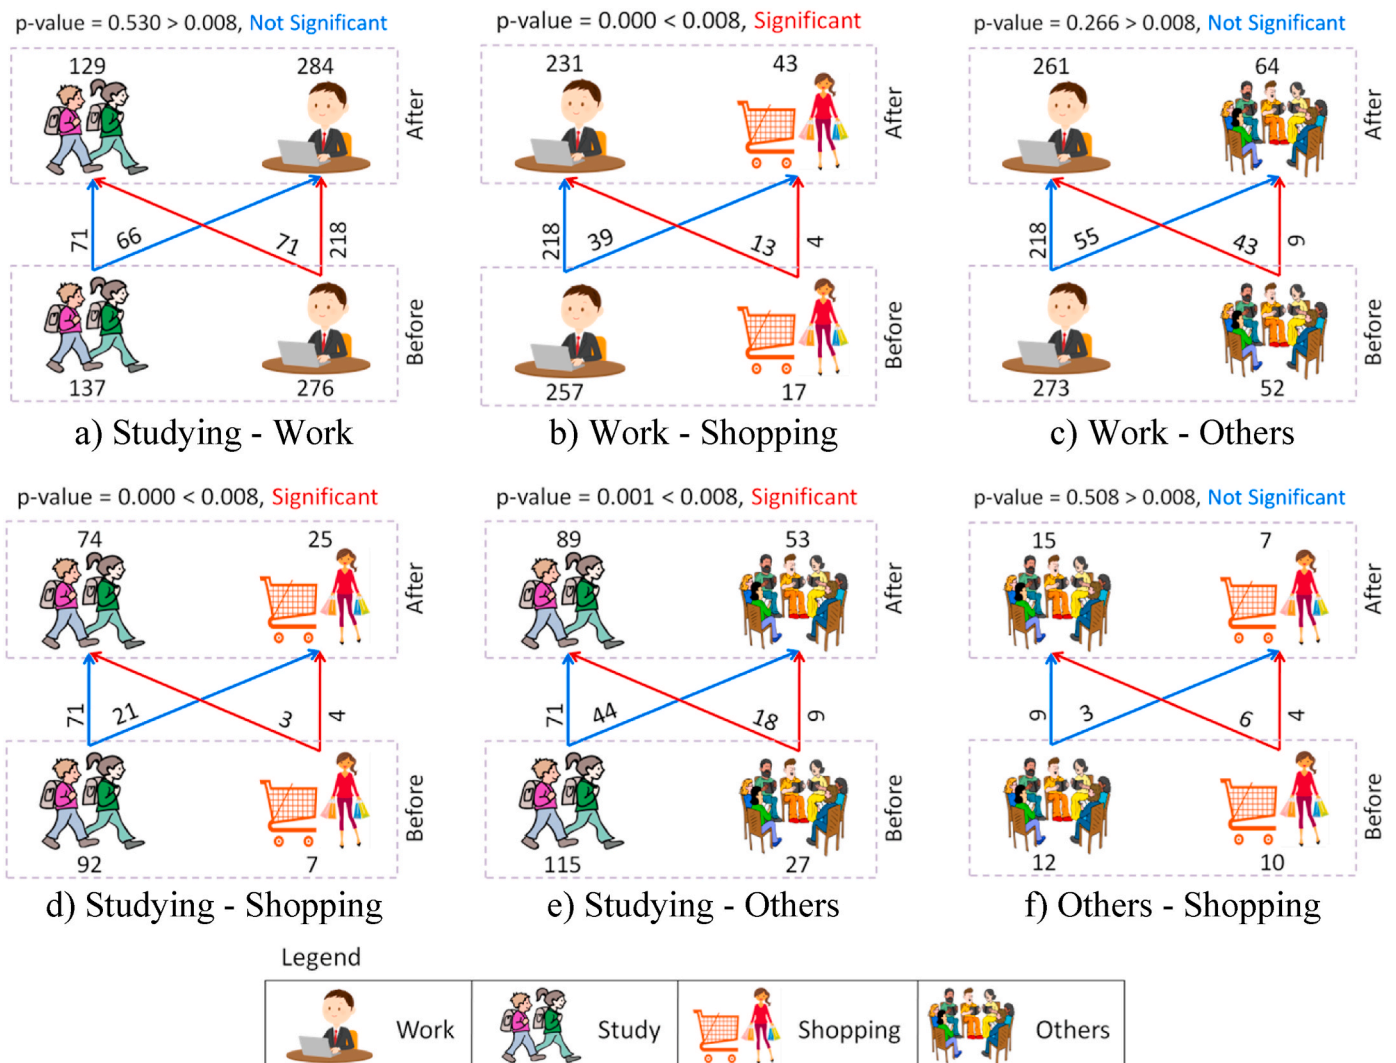 p-value = 0.530 > 0.008, Not Significant
129 284
After
71 66 71 218
Before
137 276
a) Studying - Work
p-value = 0.000 < 0.008, Significant
231 43
After
218 39 13 4
Before
257 17
b) Work - Shopping
p-value = 0.266 > 0.008, Not Significant
261 64
After
218 55 43 9
Before
273 52
c) Work - Others
p-value = 0.000 < 0.008, Significant
74 25
After
71 21 3 4
Before
92 7
d) Studying - Shopping
p-value = 0.001 < 0.008, Significant
89 53
After
71 44 18 9
Before
115 27
e) Studying - Others
p-value = 0.508 > 0.008, Not Significant
15 7
After
9 3 6 4
Before
12 10
f) Others - Shopping
Legend
Work Study Shopping Others